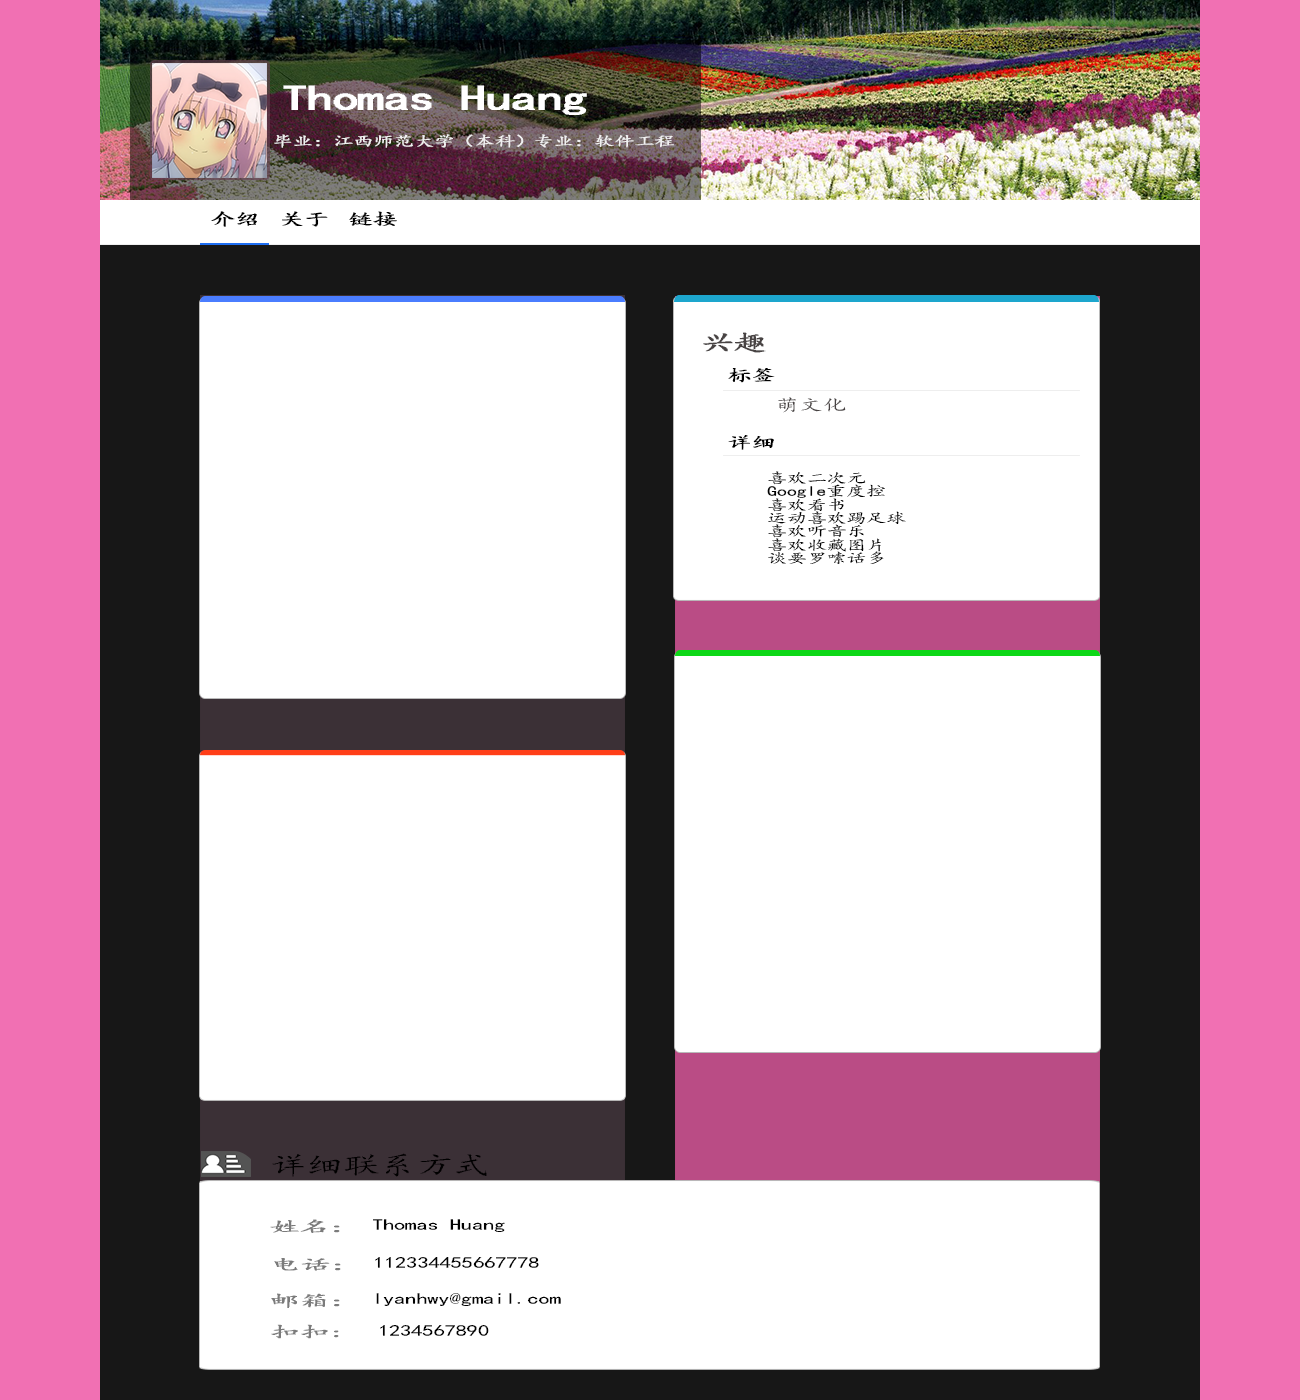 Thomas Huang
毕业：江西师范大学（本科）专业：软件工程
介绍 关于 链接
兴趣
标签
萌文化
详细
喜欢二次元
Google重度控
喜欢看书
运动喜欢踢足球
喜欢听音乐
喜欢收藏图片
谈要罗嗦话多
详细联系方式
姓名： Thomas Huang
电话： 112334455667778
邮箱： lyanhwy@gmail.com
扣扣： 1234567890